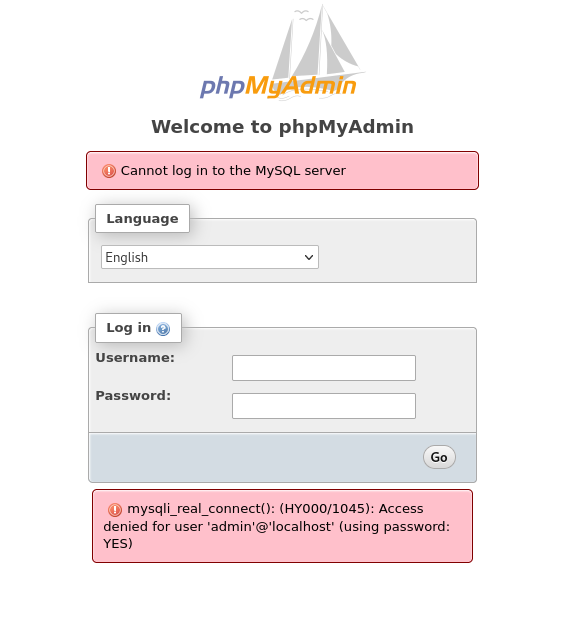 phpMyAdmin
Welcome to phpMyAdmin
Cannot log in to the MySQL server
Language
English
Log in
Username:
Password:
Go
mysqli_real_connect(): (HY000/1045): Access
denied for user 'admin'@'localhost' (using password:
YES)